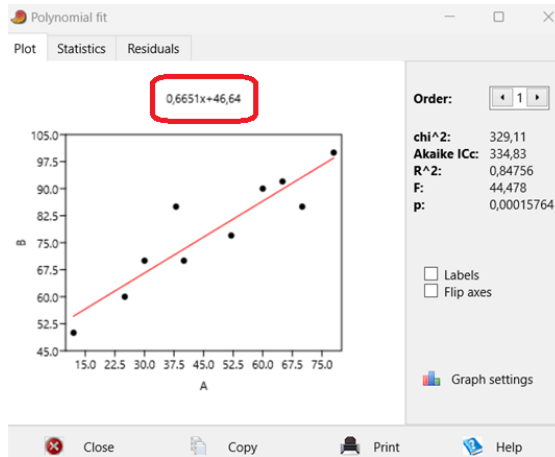 Polynomial fit
Plot Statistics Residuals
0,6651x+46,64
Order: 1
chi^2: 329,11
Akaike ICc: 334,83
R^2: 0,84756
F: 44,478
p: 0,00015764
105.0
97.5
90.0
82.5
75.0
67.5
60.0
52.5
45.0
B
15.0 22.5 30.0 37.5 45.0 52.5 60.0 67.5 75.0
A
Labels
Flip axes
Graph settings
Close Copy Print Help